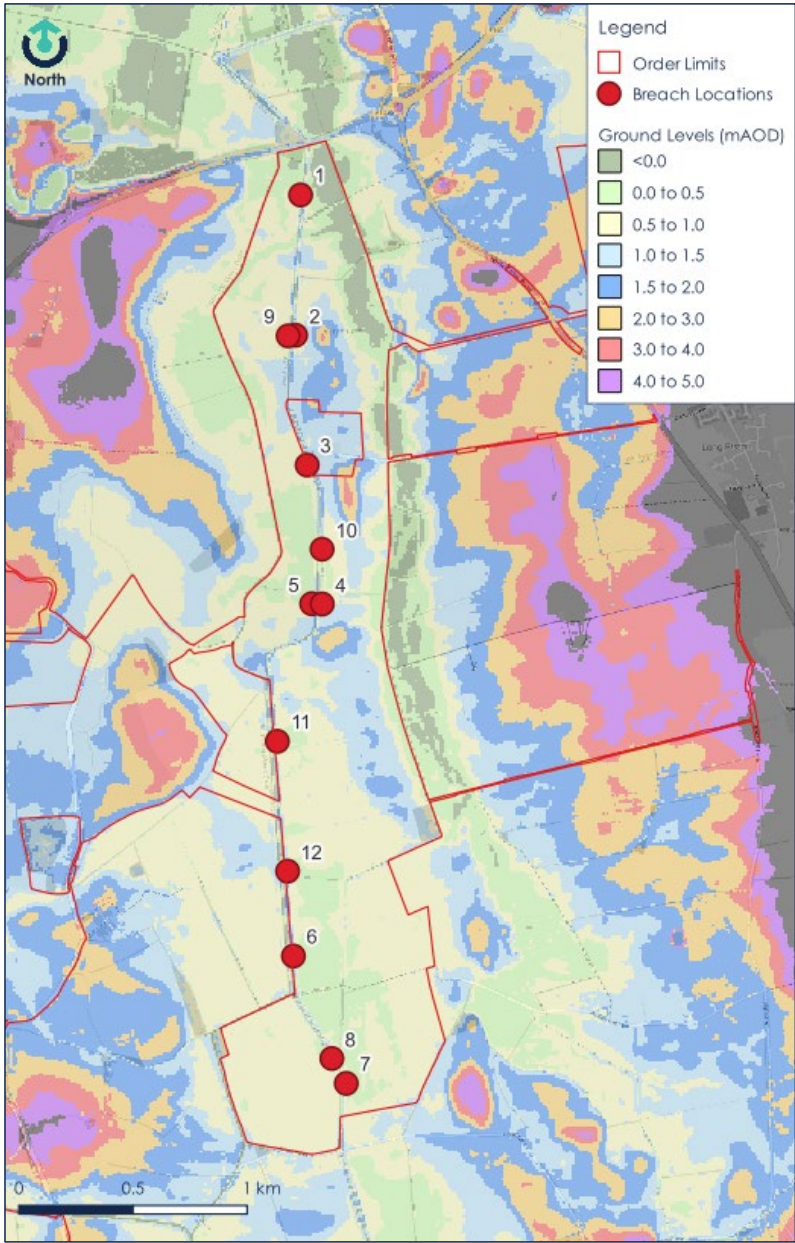 North
Legend
Order Limits
Breach Locations
Ground Levels (mAOD)
<0.0
0.0 to 0.5
0.5 to 1.0
1.0 to 1.5
1.5 to 2.0
2.0 to 3.0
3.0 to 4.0
4.0 to 5.0
1
9 2
3
10
5 4
11
12
6
8
7
0 0.5 1 km